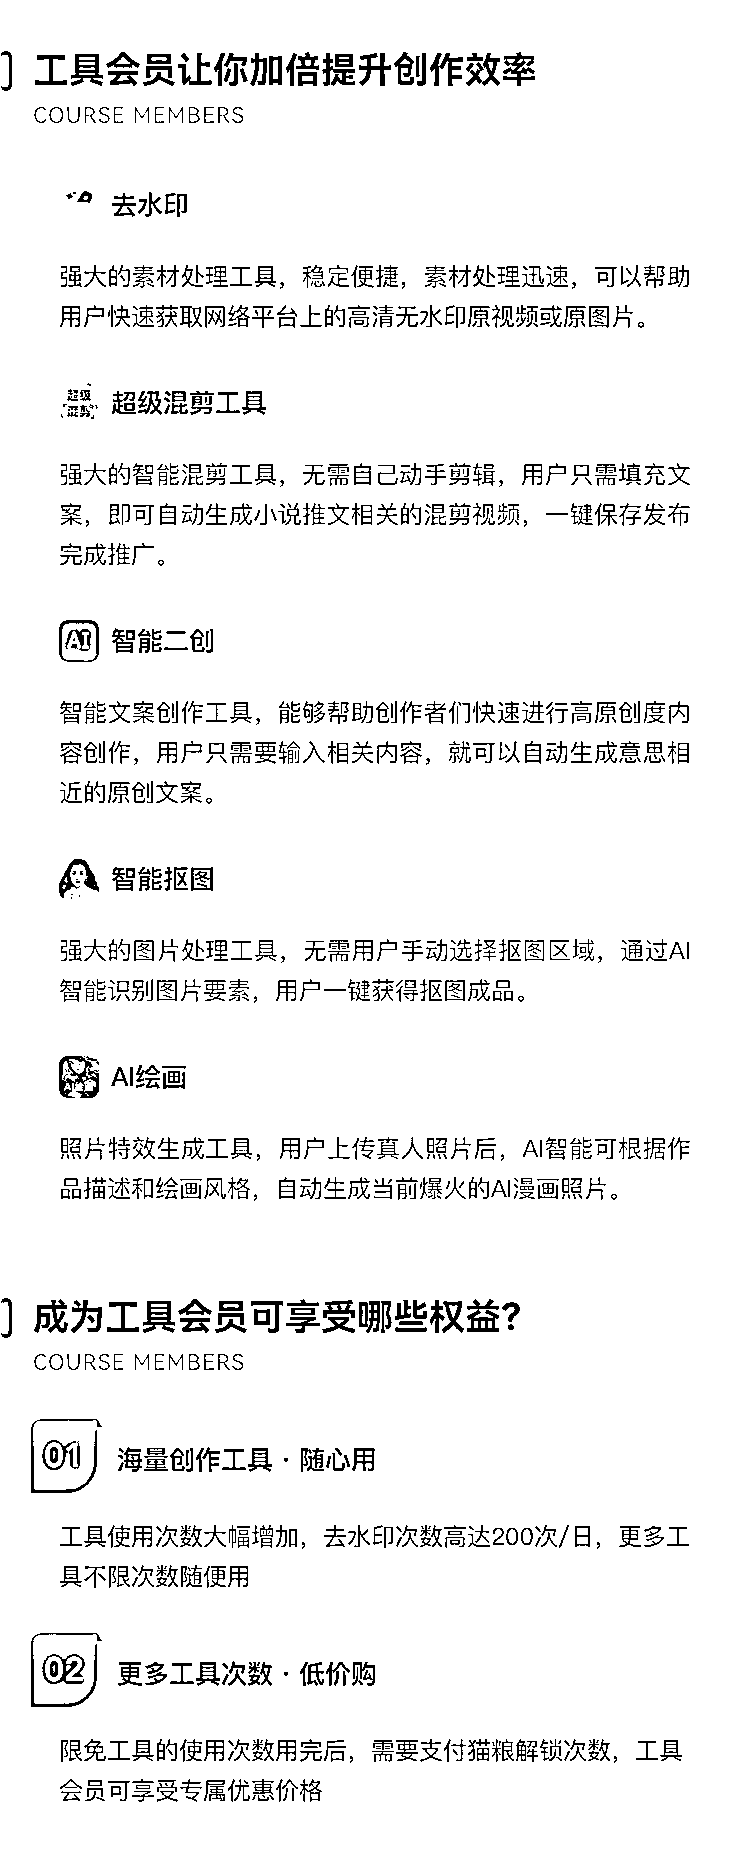 工具会员让你加倍提升创作效率
COURSE MEMBERS
去水印
强大的素材处理工具，稳定便捷，素材处理迅速，可以帮助
用户快速获取网络平台上的高清无水印原视频或原图片。
超级
混剪
超级混剪工具
强大的智能混剪工具，无需自己动手剪辑，用户只需填充文
案，即可自动生成小说推文相关的混剪视频，一键保存发布
完成推广。
AI
智能二创
智能文案创作工具，能够帮助创作者们快速进行高原创度内
容创作，用户只需要输入相关内容，就可以自动生成意思相
近的原创文案。
智能抠图
强大的图片处理工具，无需用户手动选择抠图区域，通过AI
智能识别图片要素，用户一键获得抠图成品。
AI绘画
照片特效生成工具，用户上传真人照片后，AI智能可根据作
品描述和绘画风格，自动生成当前爆火的AI漫画照片。
成为工具会员可享受哪些权益？
COURSE MEMBERS
01
海量创作工具·随心用
工具使用次数大幅增加，去水印次数高达200次/日，更多工
具不限次数随便用
02
更多工具次数·低价购
限免工具的使用次数用完后，需要支付猫粮解锁次数，工具
会员可享受专属优惠价格